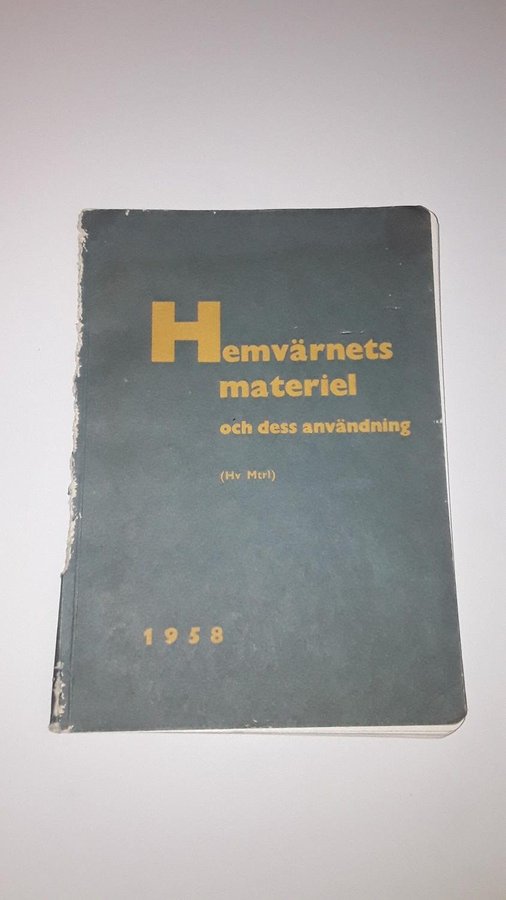 Hemvärnets
materiel
och dess användning
(Hv Mtrl)
1958